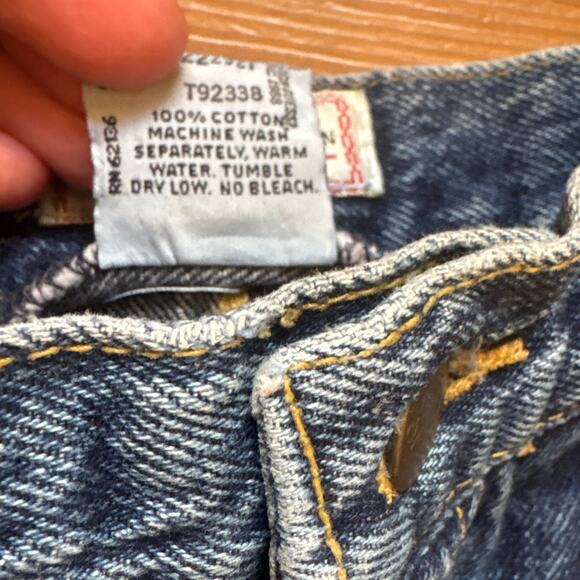 T92338
100% COTTON
MACHINE WASH
SEPARATELY, WARM
WATER. TUMBLE
DRY LOW. NO BLEACH.
RN 62136